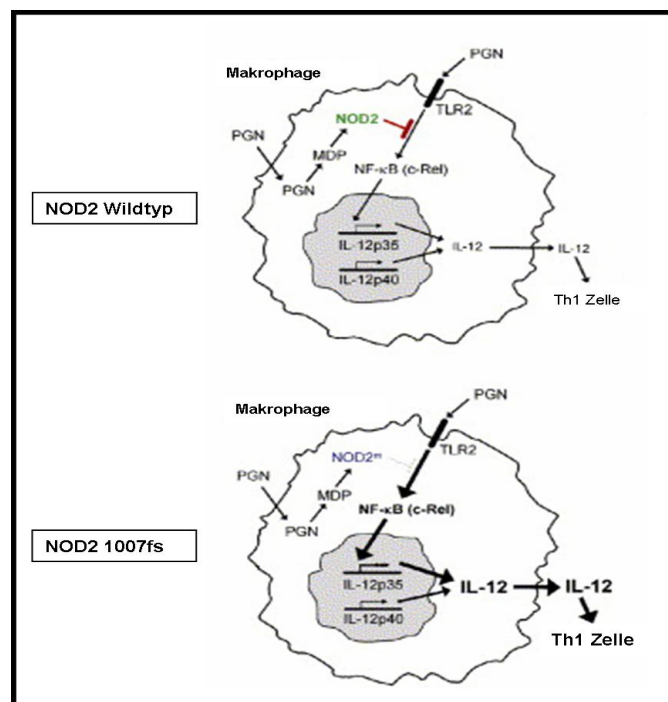 PGN
Makrophage
TLR2
NOD2
PGN
MDP
NF-κB (c-Rel)
PGN
NOD2 Wildtyp
IL-12p35
IL-12
IL-12
IL-12p40
Th1 Zelle
PGN
Makrophage
TLR2
NOD2ᵐ
PGN
MDP
NF-κB (c-Rel)
PGN
NOD2 1007fs
IL-12p35
IL-12
IL-12
IL-12p40
Th1 Zelle